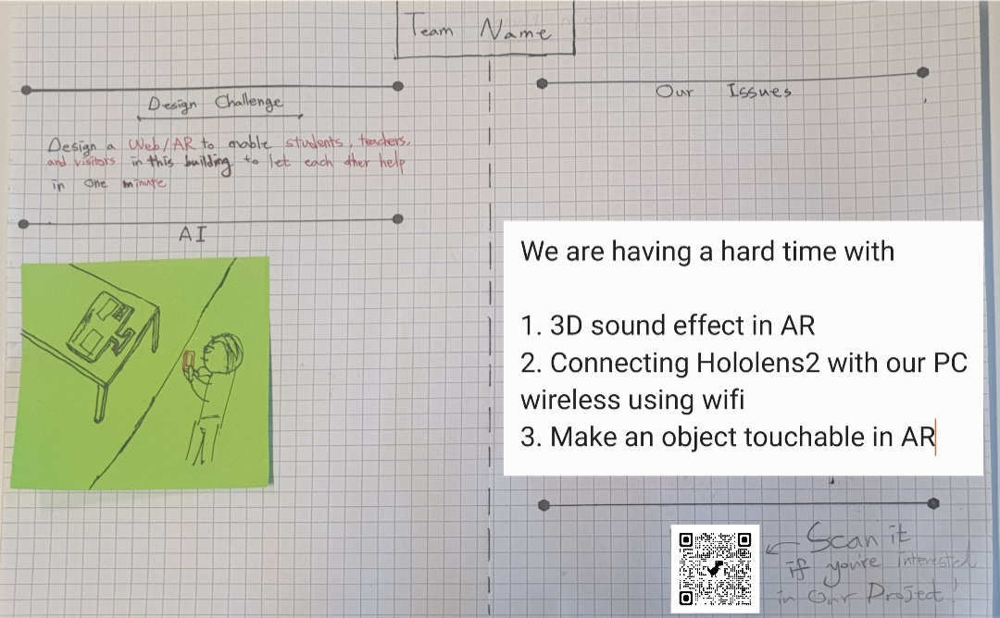 Team Name
Design Challenge
Design a Web/AR to enable students, teachers,
and visitors in this building to let each other help
in one minute
AI
Our Issues
We are having a hard time with
1. 3D sound effect in AR
2. Connecting Hololens2 with our PC
wireless using wifi
3. Make an object touchable in AR
Scan it
if you're interested
in Our Project!